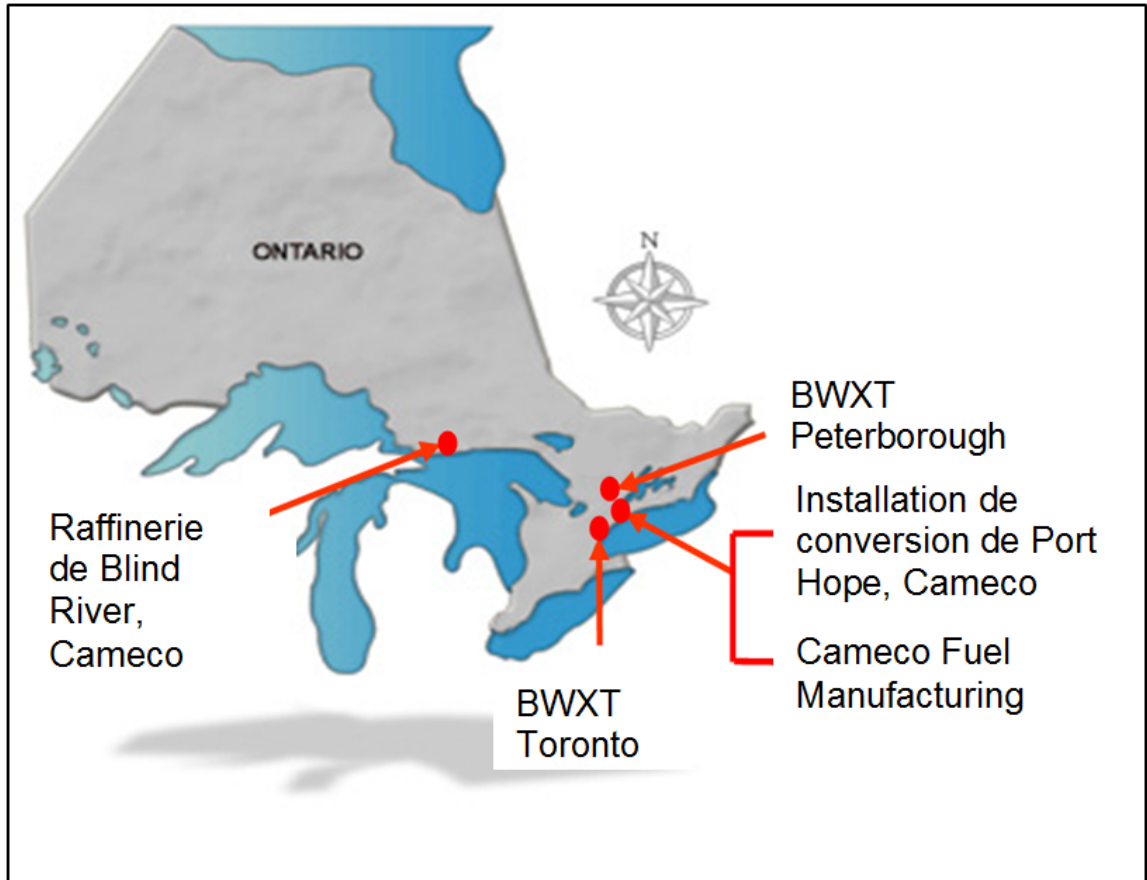 ONTARIO
N
BWXT
Peterborough
Installation de
conversion de Port
Hope, Cameco
Cameco Fuel
Manufacturing
Raffinerie
de Blind
River,
Cameco
BWXT
Toronto